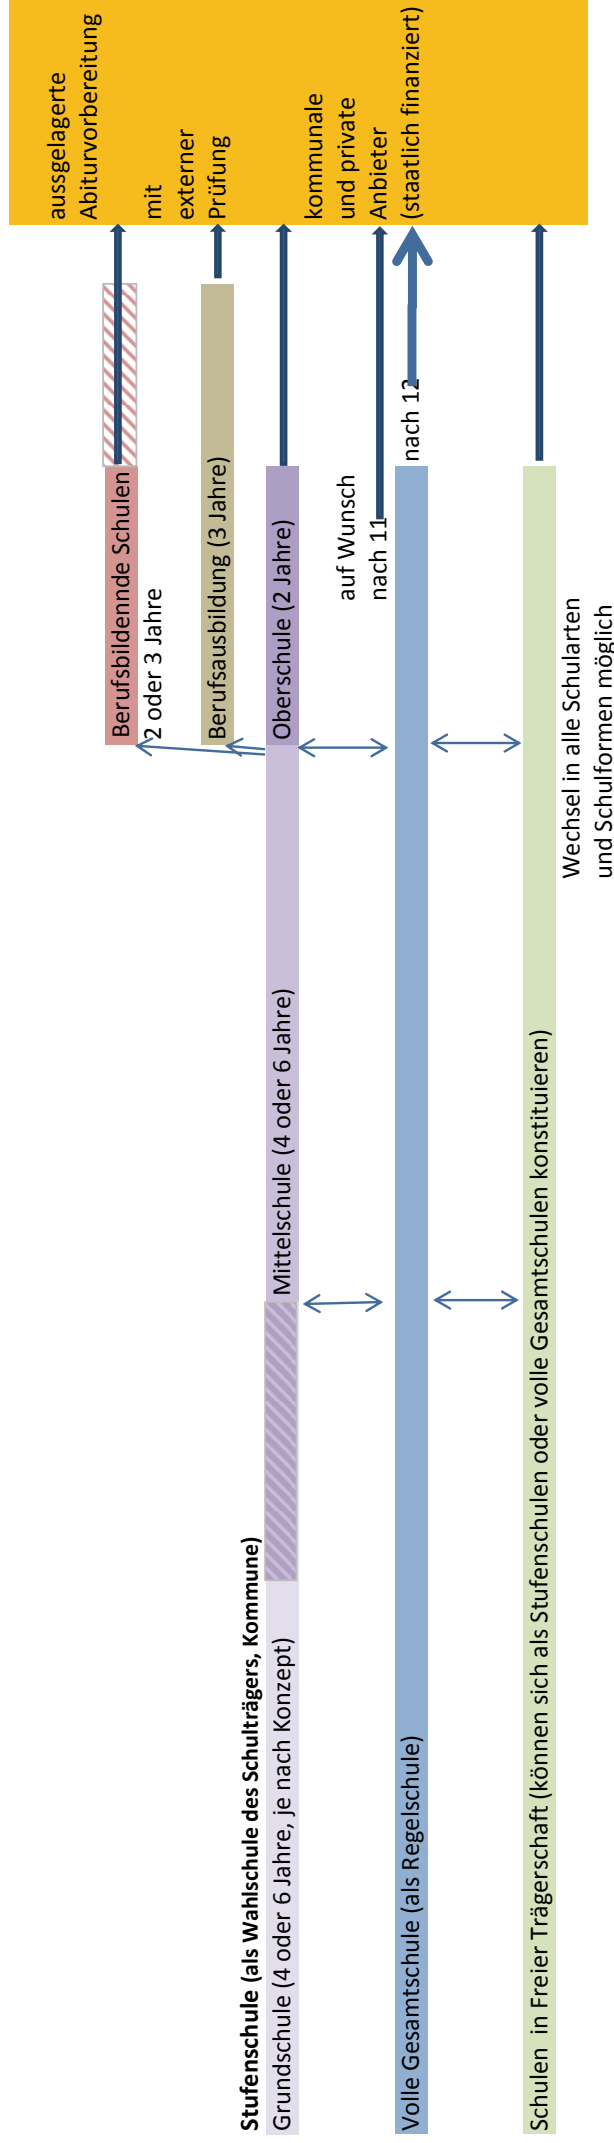 aussgelagerte
Abiturvorbereitung
mit
externer
Prüfung
kommunale
und private
Anbieter
(staatlich finanziert)
Berufsbildennde Schulen
2 oder 3 Jahre
Berufsausbildung (3 Jahre)
Stufenschule (als Wahlschule des Schulträgers, Kommune)
Grundschule (4 oder 6 Jahre, je nach Konzept)
Mittelschule (4 oder 6 Jahre)
Oberschule (2 Jahre)
auf Wunsch
nach 11
Volle Gesamtschule (als Regelschule)
nach 12
Schulen in Freier Trägerschaft (können sich als Stufenschulen oder volle Gesamtschulen konstituieren)
Wechsel in alle Schularten
und Schulformen möglich